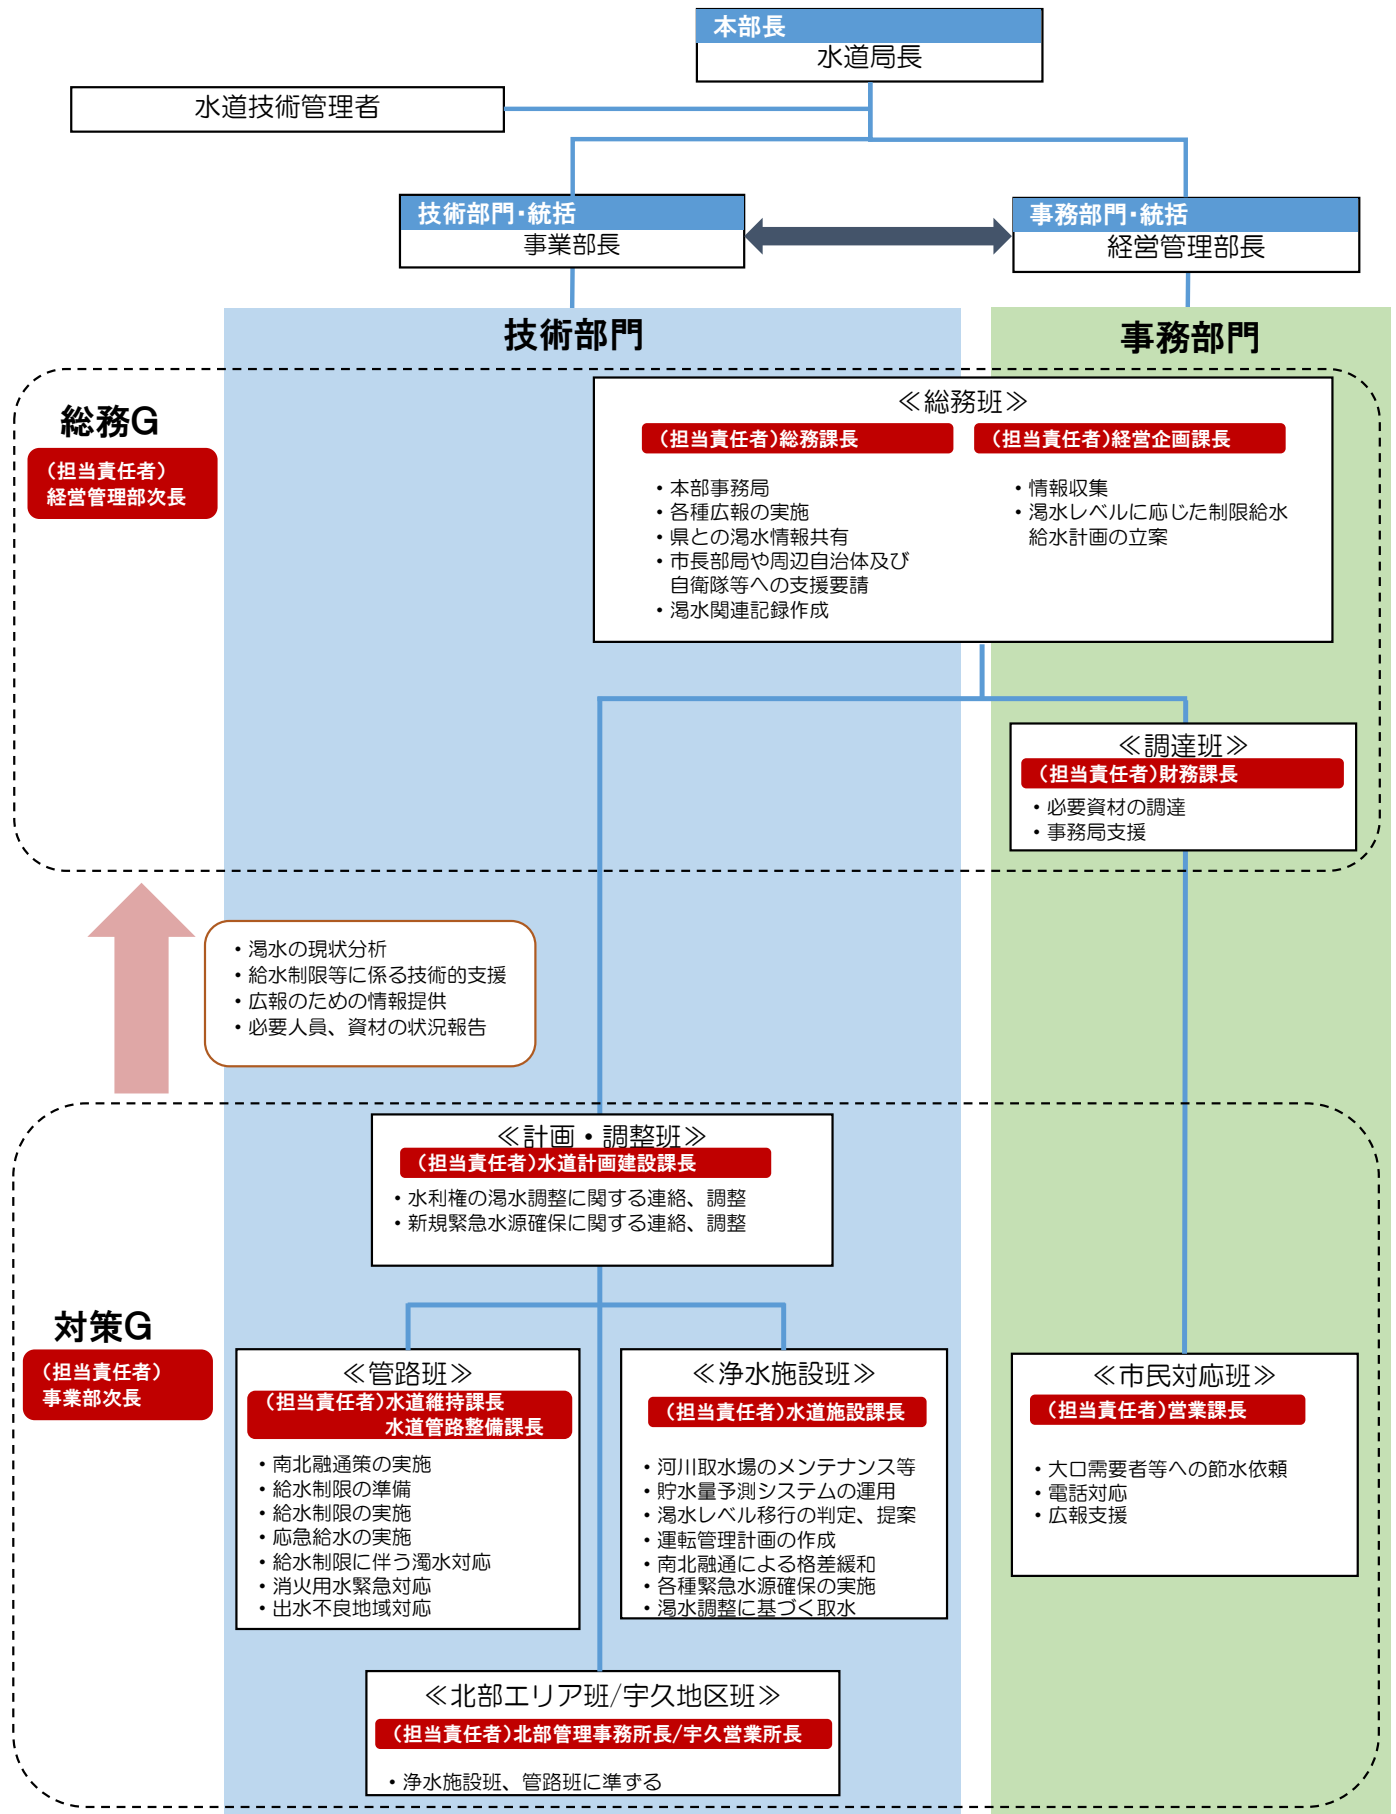 本部長
水道局長
水道技術管理者
技術部門・統括
事業部長
事務部門・統括
経営管理部長
技術部門
事務部門
総務G
（担当責任者）
経営管理部次長
≪総務班≫
（担当責任者）総務課長
・本部事務局
・各種広報の実施
・県との渇水情報共有
・市長部局や周辺自治体及び
自衛隊等への支援要請
・渇水関連記録作成
（担当責任者）経営企画課長
・情報収集
・渇水レベルに応じた制限給水
給水計画の立案
≪調達班≫
（担当責任者）財務課長
・必要資材の調達
・事務局支援
・渇水の現状分析
・給水制限等に係る技術的支援
・広報のための情報提供
・必要人員、資材の状況報告
≪計画・調整班≫
（担当責任者）水道計画建設課長
・水利権の渇水調整に関する連絡、調整
・新規緊急水源確保に関する連絡、調整
対策G
（担当責任者）
事業部次長
≪管路班≫
（担当責任者）水道維持課長
水道管路整備課長
・南北融通策の実施
・給水制限の準備
・給水制限の実施
・応急給水の実施
・給水制限に伴う濁水対応
・消火用水緊急対応
・出水不良地域対応
≪浄水施設班≫
（担当責任者）水道施設課長
・河川取水場のメンテナンス等
・貯水量予測システムの運用
・渇水レベル移行の判定、提案
・運転管理計画の作成
・南北融通による格差緩和
・各種緊急水源確保の実施
・渇水調整に基づく取水
≪市民対応班≫
（担当責任者）営業課長
・大口需要者等への節水依頼
・電話対応
・広報支援
≪北部エリア班/宇久地区班≫
（担当責任者）北部管理事務所長/宇久営業所長
・浄水施設班、管路班に準ずる